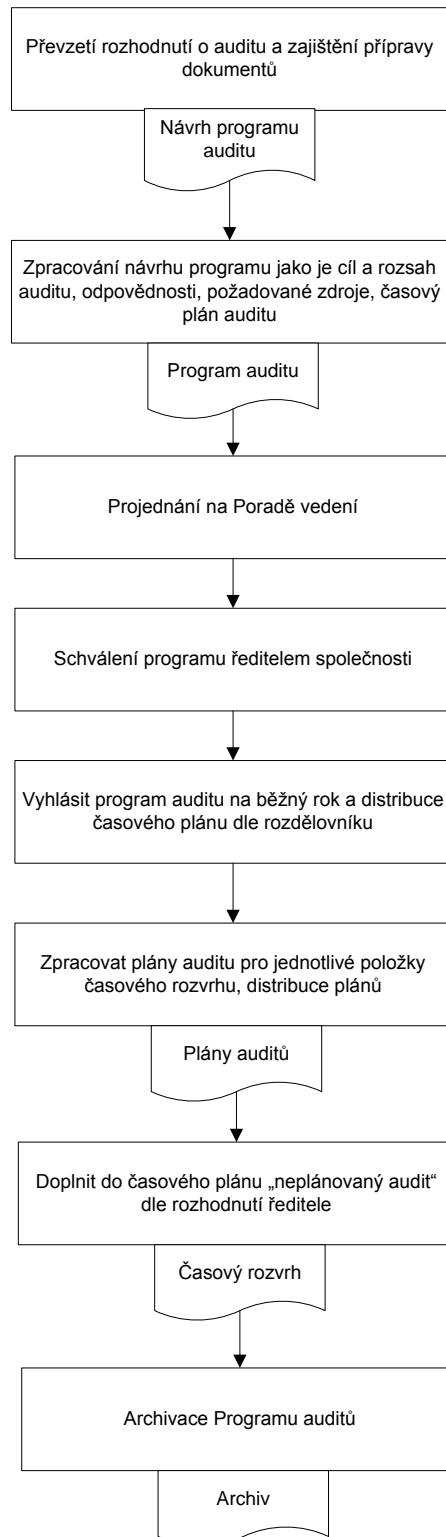 Převzetí rozhodnutí o auditu a zajištění přípravy
dokumentů
Návrh programu
auditu
Zpracování návrhu programu jako je cíl a rozsah
auditu, odpovědnosti, požadované zdroje, časový
plán auditu
Program auditu
Projednání na Poradě vedení
Schválení programu ředitelem společnosti
Vyhlásit program auditu na běžný rok a distribuce
časového plánu dle rozdělovníku
Zpracovat plány auditu pro jednotlivé položky
časového rozvrhu, distribuce plánů
Plány auditů
Doplnit do časového plánu „neplánovaný audit“
dle rozhodnutí ředitele
Časový rozvrh
Archivace Programu auditů
Archiv